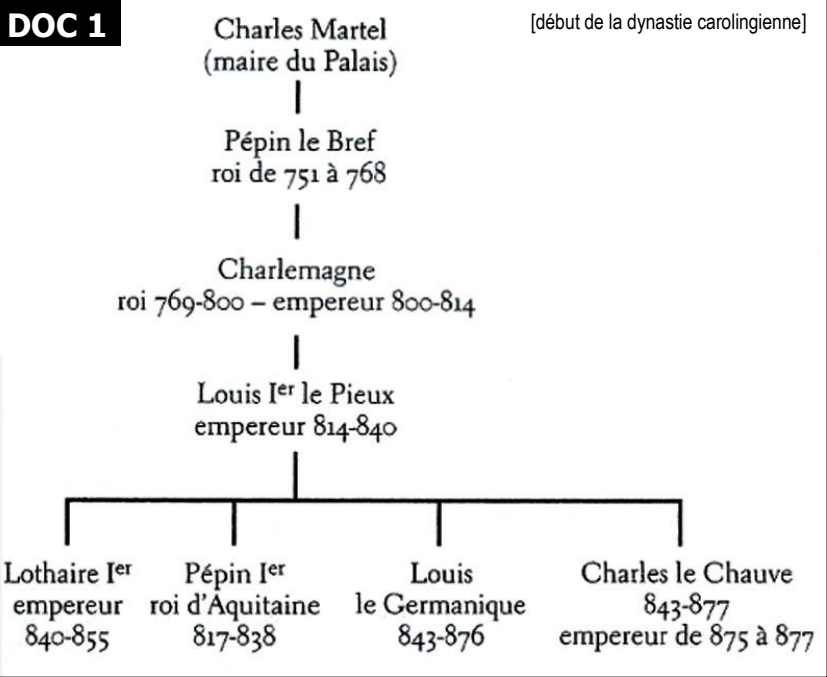 DOC 1
[début de la dynastie carolingienne]
Charles Martel
(maire du Palais)
Pépin le Bref
roi de 751 à 768
Charlemagne
roi 769-800 – empereur 800-814
Louis Ier le Pieux
empereur 814-840
Lothaire Ier
empereur
840-855
Pépin Ier
roi d'Aquitaine
817-838
Louis
le Germanique
843-876
Charles le Chauve
843-877
empereur de 875 à 877